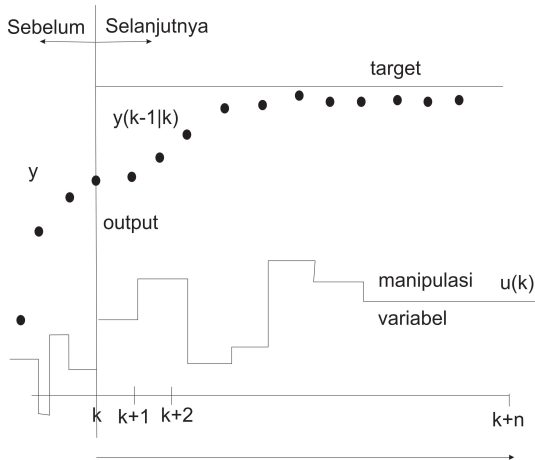 Sebelum
Selanjutnya
target
y(k-1|k)
y
output
manipulasi
u(k)
variabel
k
k+1
k+2
k+n